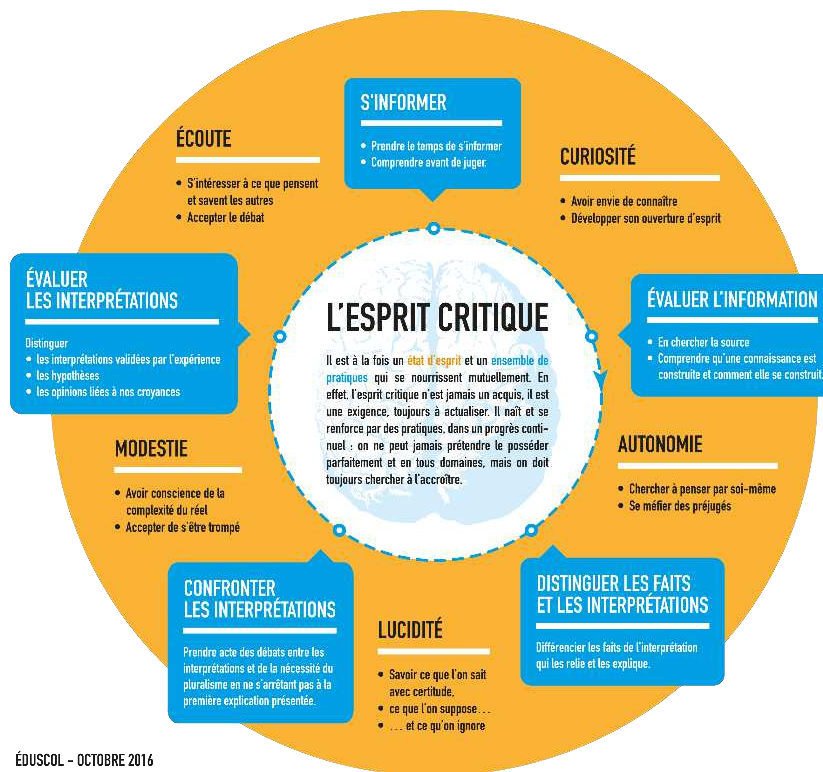 S'INFORMER
• Prendre le temps de s'informer
• Comprendre avant de juger.
CURIOSITÉ
• Avoir envie de connaître
• Développer son ouverture d'esprit
ÉVALUER L'INFORMATION
• En chercher la source
• Comprendre qu'une connaissance est
construite et comment elle se construit.
AUTONOMIE
• Chercher à penser par soi-même
• Se méfier des préjugés
DISTINGUER LES FAITS
ET LES INTERPRÉTATIONS
Différencier les faits de l'interprétation
qui les relie et les explique.
LUCIDITÉ
• Savoir ce que l'on sait
avec certitude,
• ce que l'on suppose...
• ... et ce qu'on ignore
CONFRONTER
LES INTERPRÉTATIONS
Prendre acte des débats entre les
interprétations et de la nécessité du
pluralisme en ne s'arrêtant pas à la
première explication présentée.
MODESTIE
• Avoir conscience de la
complexité du réel
• Accepter de s'être trompé
ÉVALUER
LES INTERPRÉTATIONS
Distinguer
• les interprétations validées par l'expérience
• les hypothèses
• les opinions liées à nos croyances
ÉCOUTE
• S'intéresser à ce que pensent
et savent les autres
• Accepter le débat
L'ESPRIT CRITIQUE
Il est à la fois un état d'esprit et un ensemble de
pratiques qui se nourrissent mutuellement. En
effet, l'esprit critique n'est jamais un acquis, il est
une exigence, toujours à actualiser. Il naît et se
renforce par des pratiques, dans un progrès conti-
nuel : on ne peut jamais prétendre le posséder
parfaitement et en tous domaines, mais on doit
toujours chercher à l'accroître.
ÉDUSCOL - OCTOBRE 2016